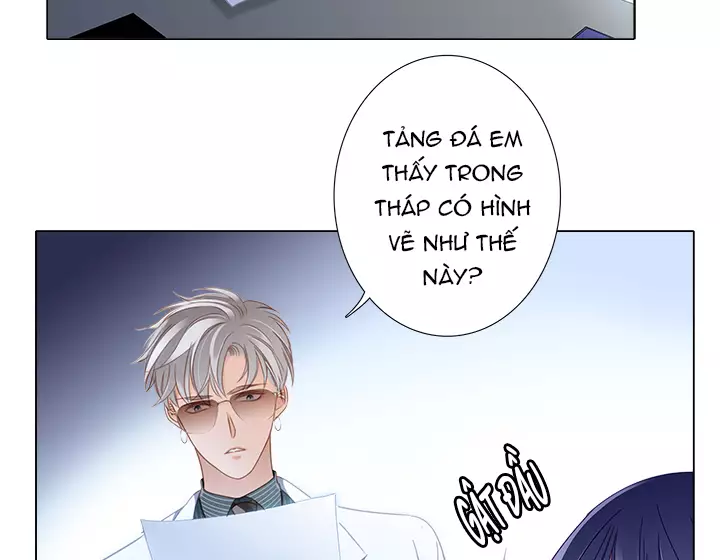 TẢNG ĐÁ EM
THẤY TRONG
THÁP CÓ HÌNH
VẼ NHƯ THẾ
NÀY?
GẬT ĐẦU